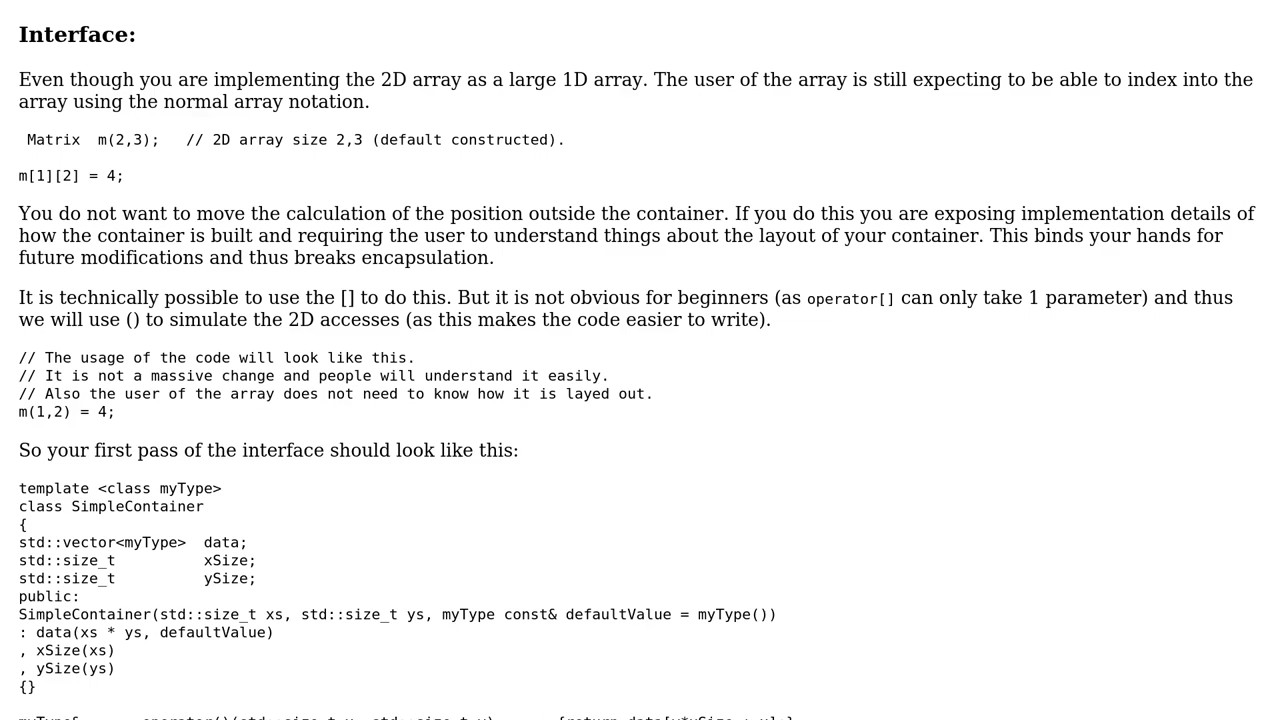 Interface:
Even though you are implementing the 2D array as a large 1D array. The user of the array is still expecting to be able to index into the
array using the normal array notation.
Matrix  m(2,3);   // 2D array size 2,3 (default constructed).
m[1][2] = 4;
You do not want to move the calculation of the position outside the container. If you do this you are exposing implementation details of
how the container is built and requiring the user to understand things about the layout of your container. This binds your hands for
future modifications and thus breaks encapsulation.
It is technically possible to use the [] to do this. But it is not obvious for beginners (as operator[] can only take 1 parameter) and thus
we will use () to simulate the 2D accesses (as this makes the code easier to write).
// The usage of the code will look like this.
// It is not a massive change and people will understand it easily.
// Also the user of the array does not need to know how it is layed out.
m(1,2) = 4;
So your first pass of the interface should look like this:
template <class myType>
class SimpleContainer
{
std::vector<myType>  data;
std::size_t          xSize;
std::size_t          ySize;
public:
SimpleContainer(std::size_t xs, std::size_t ys, myType const& defaultValue = myType())
: data(xs * ys, defaultValue)
, xSize(xs)
, ySize(ys)
{}